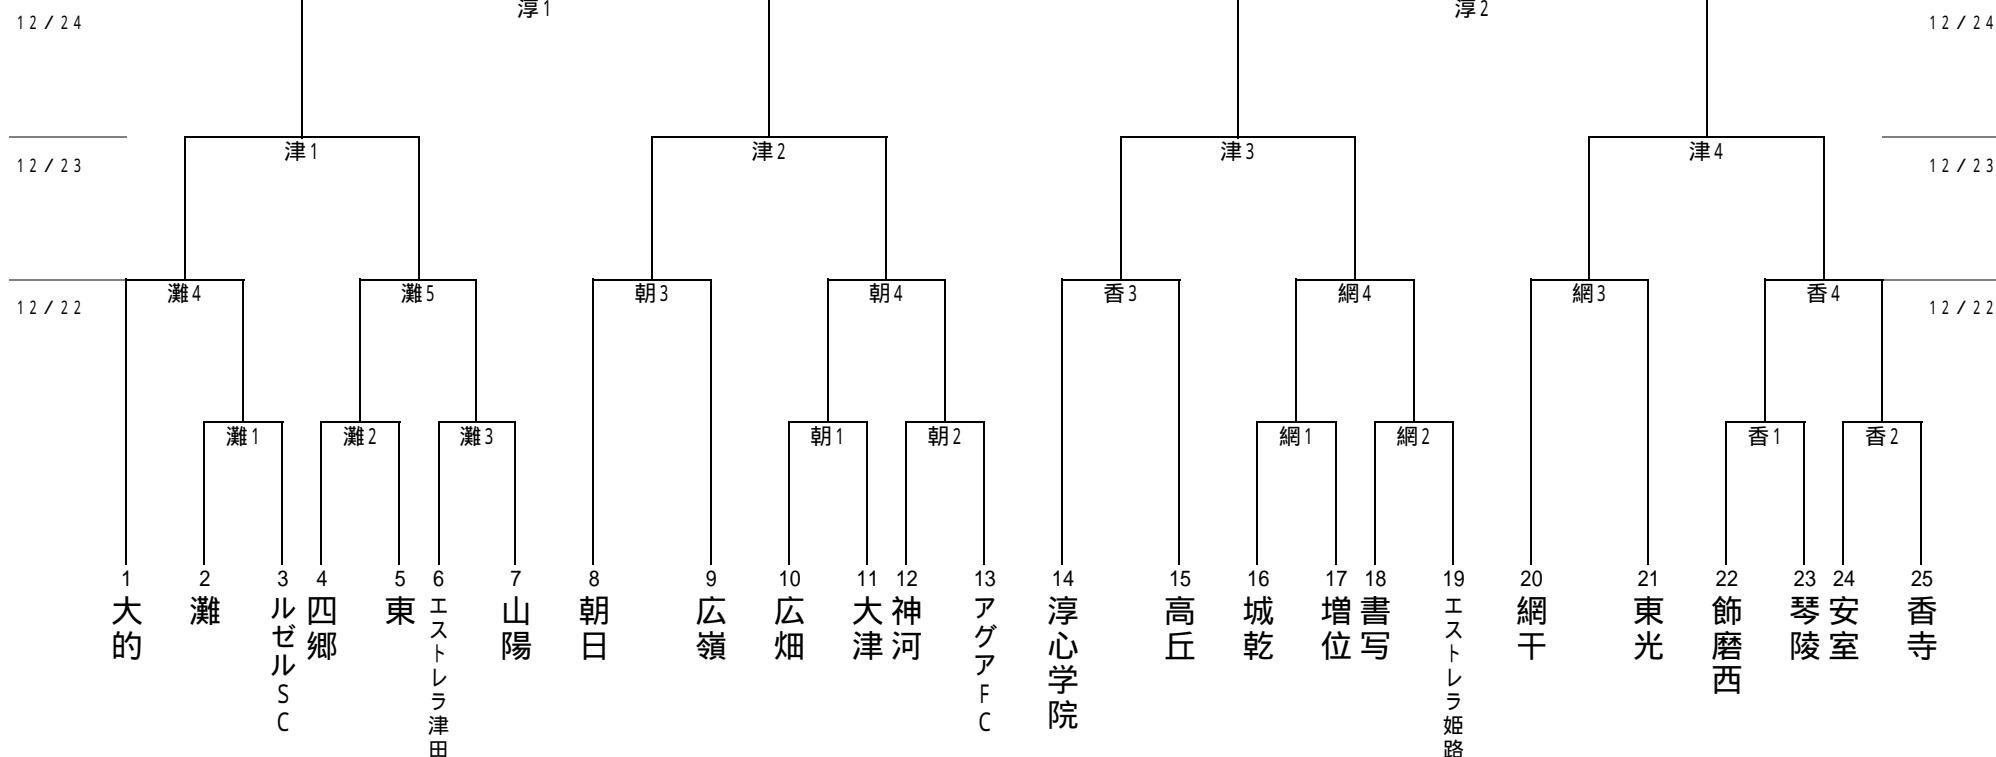 淳1
淳2
12/24
12/24
津1
津2
津3
津4
12/23
12/23
灘4
灘5
朝3
朝4
香3
網4
網3
香4
12/22
12/22
灘1
灘2
灘3
朝1
朝2
網1
網2
香1
香2
1
2
3
4
5
6
7
8
9
10
11
12
13
14
15
16
17
18
19
20
21
22
23
24
25
大的
灘
ルゼルSC
四郷
東
エストレラ津田
山陽
朝日
広嶺
広畑
大津
神河
アグアFC
淳心学院
高丘
城乾
増位
書写
エストレラ姫路
網干
東光
飾磨西
琴陵
安室
香寺